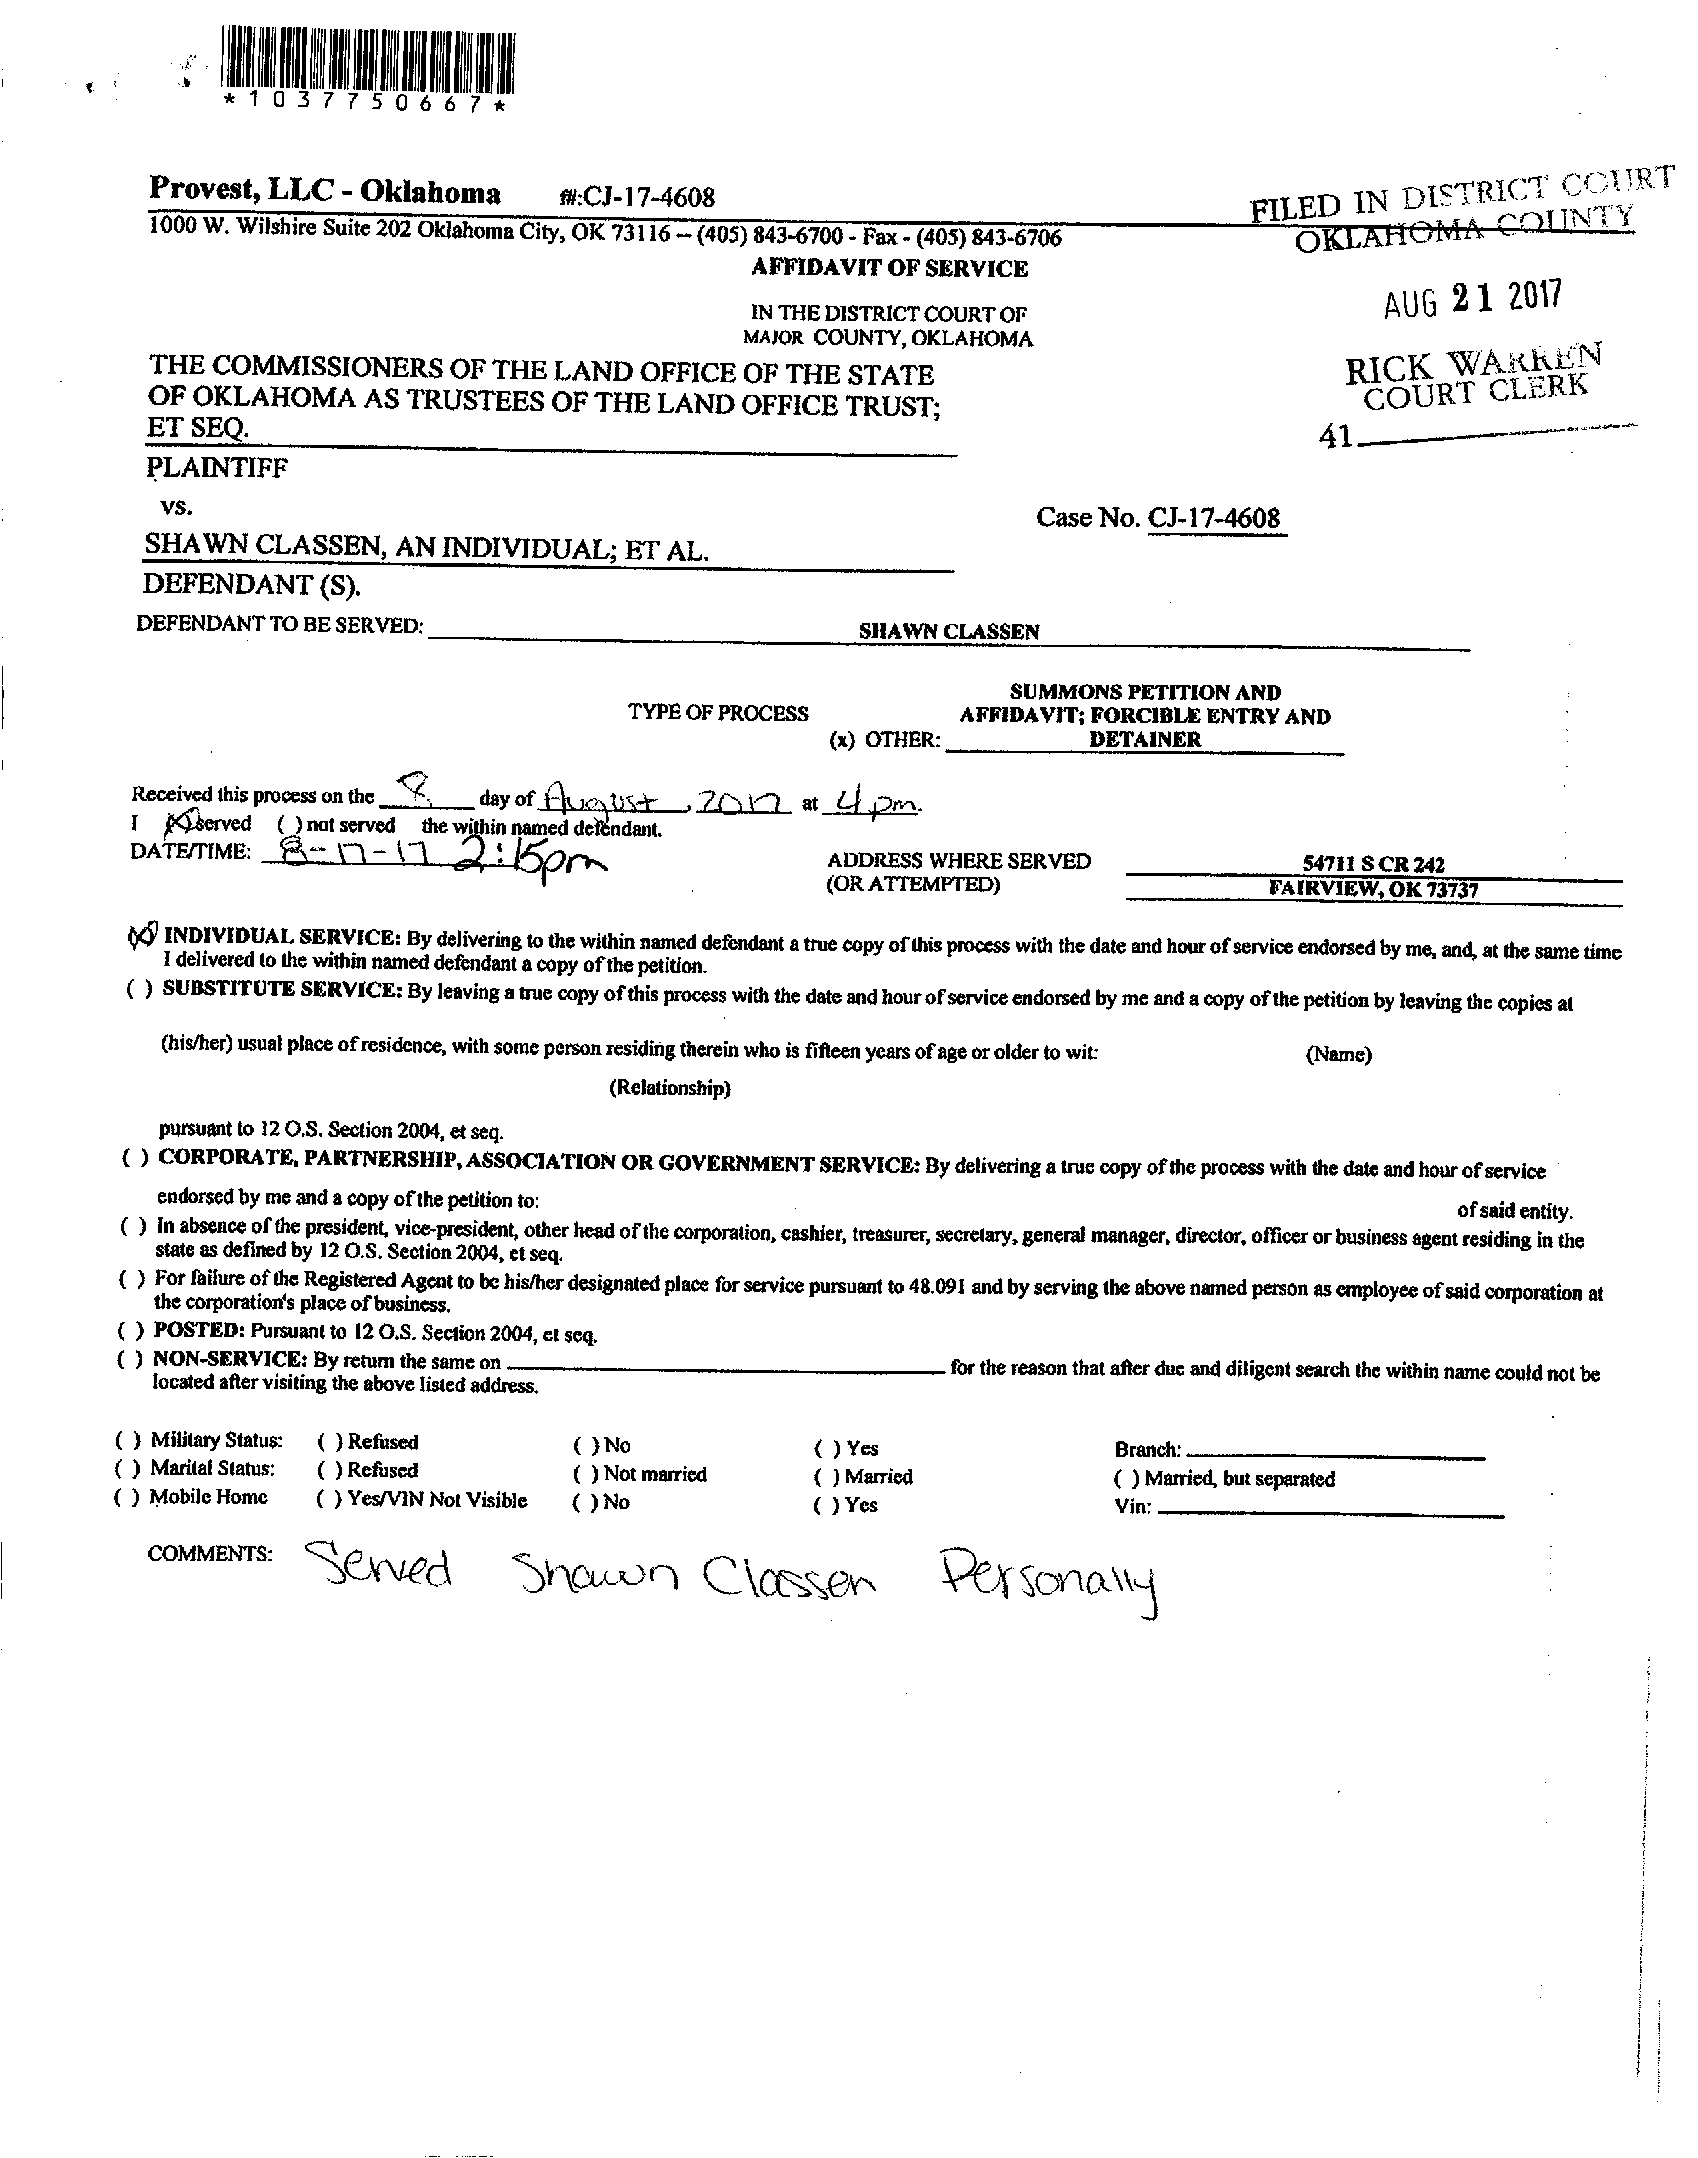 *1037750667*
Provest, LLC - Oklahoma #:CJ-17-4608
1000 W. Wilshire Suite 202 Oklahoma City, OK 73116 – (405) 843-6700 - Fax - (405) 843-6706
FILED IN DISTRICT COURT
OKLAHOMA COUNTY
AUG 21 2017
RICK WARREN
COURT CLERK
41
AFFIDAVIT OF SERVICE
IN THE DISTRICT COURT OF
MAJOR COUNTY, OKLAHOMA
THE COMMISSIONERS OF THE LAND OFFICE OF THE STATE
OF OKLAHOMA AS TRUSTEES OF THE LAND OFFICE TRUST;
ET SEQ.
PLAINTIFF
vs.
Case No. CJ-17-4608
SHAWN CLASSEN, AN INDIVIDUAL; ET AL.
DEFENDANT (S).
DEFENDANT TO BE SERVED: SHAWN CLASSEN
TYPE OF PROCESS
(x) OTHER: SUMMONS PETITION AND
AFFIDAVIT; FORCIBLE ENTRY AND
DETAINER
Received this process on the 8 day of August, 2017 at 4 pm.
I (X) served ( ) not served the within named defendant.
DATE/TIME: 8-17-17 2:15pm
ADDRESS WHERE SERVED 54711 S CR 242
(OR ATTEMPTED) FAIRVIEW, OK 73737
(X) INDIVIDUAL SERVICE: By delivering to the within named defendant a true copy of this process with the date and hour of service endorsed by me, and, at the same time
I delivered to the within named defendant a copy of the petition.
( ) SUBSTITUTE SERVICE: By leaving a true copy of this process with the date and hour of service endorsed by me and a copy of the petition by leaving the copies at
(his/her) usual place of residence, with some person residing therein who is fifteen years of age or older to wit: (Name)
(Relationship)
pursuant to 12 O.S. Section 2004, et seq.
( ) CORPORATE, PARTNERSHIP, ASSOCIATION OR GOVERNMENT SERVICE: By delivering a true copy of the process with the date and hour of service
endorsed by me and a copy of the petition to: of said entity.
( ) In absence of the president, vice-president, other head of the corporation, cashier, treasurer, secretary, general manager, director, officer or business agent residing in the
state as defined by 12 O.S. Section 2004, et seq.
( ) For failure of the Registered Agent to be his/her designated place for service pursuant to 48.091 and by serving the above named person as employee of said corporation at
the corporation's place of business.
( ) POSTED: Pursuant to 12 O.S. Section 2004, et seq.
( ) NON-SERVICE: By return the same on for the reason that after due and diligent search the within name could not be
located after visiting the above listed address.
( ) Military Status: ( ) Refused ( ) No ( ) Yes Branch:
( ) Marital Status: ( ) Refused ( ) Not married ( ) Married ( ) Married, but separated
( ) Mobile Home ( ) Yes/VIN Not Visible ( ) No ( ) Yes Vin:
COMMENTS: Served Shawn Classen Personally